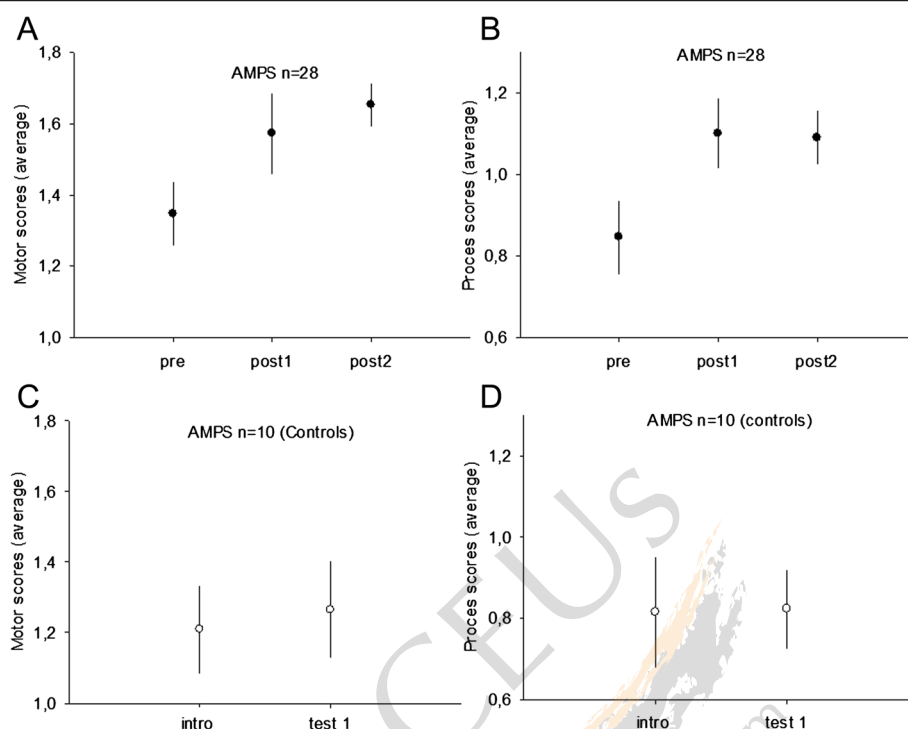 A
AMPS n=28
Motor scores (average)
1,8
1,6
1,4
1,2
1,0
pre post1 post2
B
AMPS n=28
Proces scores (average)
1,2
1,0
0,8
0,6
pre post1 post2
C
AMPS n=10 (Controls)
Motor scores (average)
1,8
1,6
1,4
1,2
1,0
intro test 1
D
AMPS n=10 (controls)
Proces scores (average)
1,2
1,0
0,8
0,6
intro test 1
CEUs